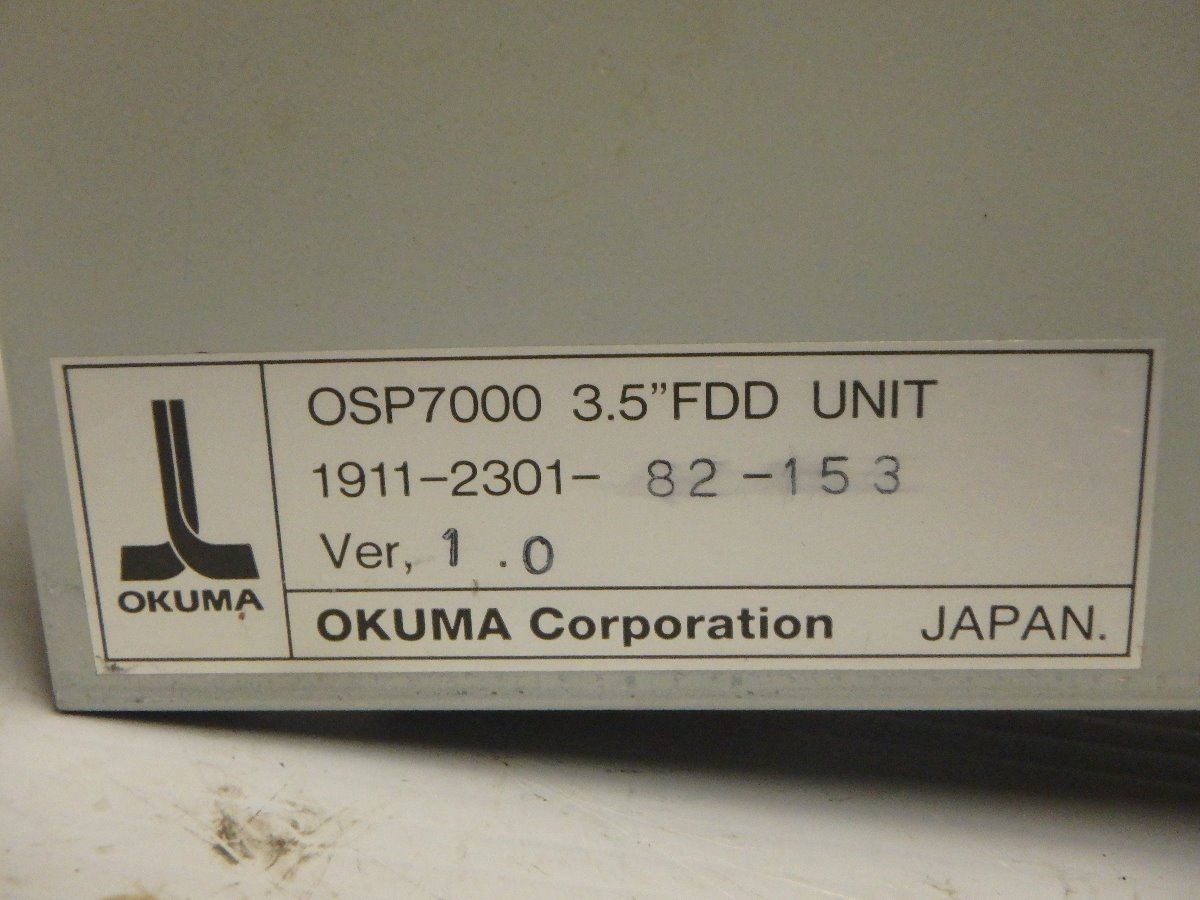 OSP7000 3.5”FDD UNIT
1911-2301- 82-153
Ver, 1.0
OKUMA
OKUMA Corporation JAPAN.